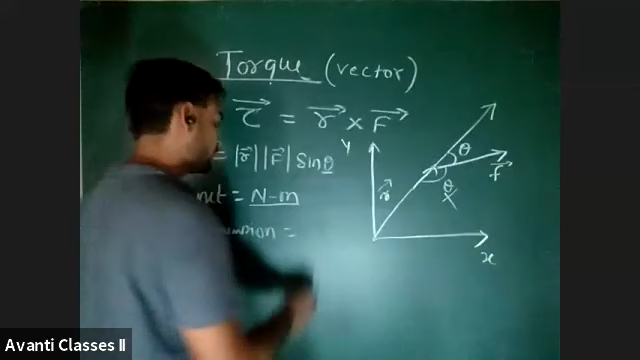 Torque (vector)
τ⃗ = r⃗ × F⃗
= |r⃗| |F⃗| Sinθ
= N-m
=
y
θ
F⃗
r⃗
θ
x
Avanti Classes II